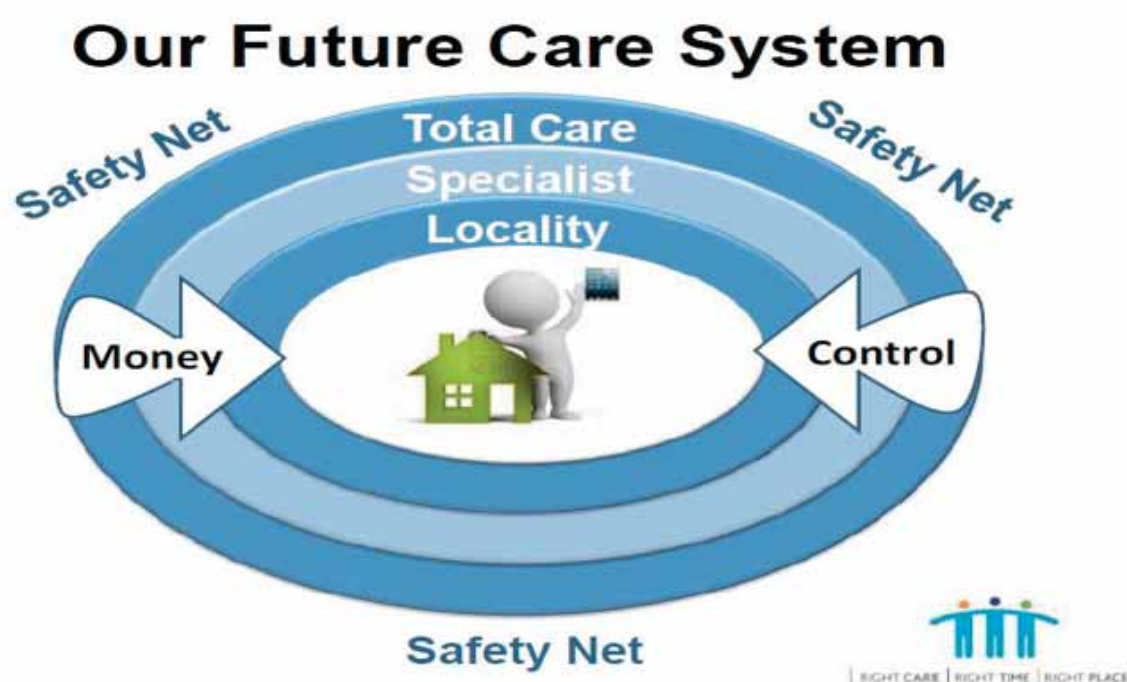 Our Future Care System
Safety Net
Safety Net
Total Care
Specialist
Locality
Money
Control
Safety Net
RIGHT CARE | RIGHT TIME | RIGHT PLACE